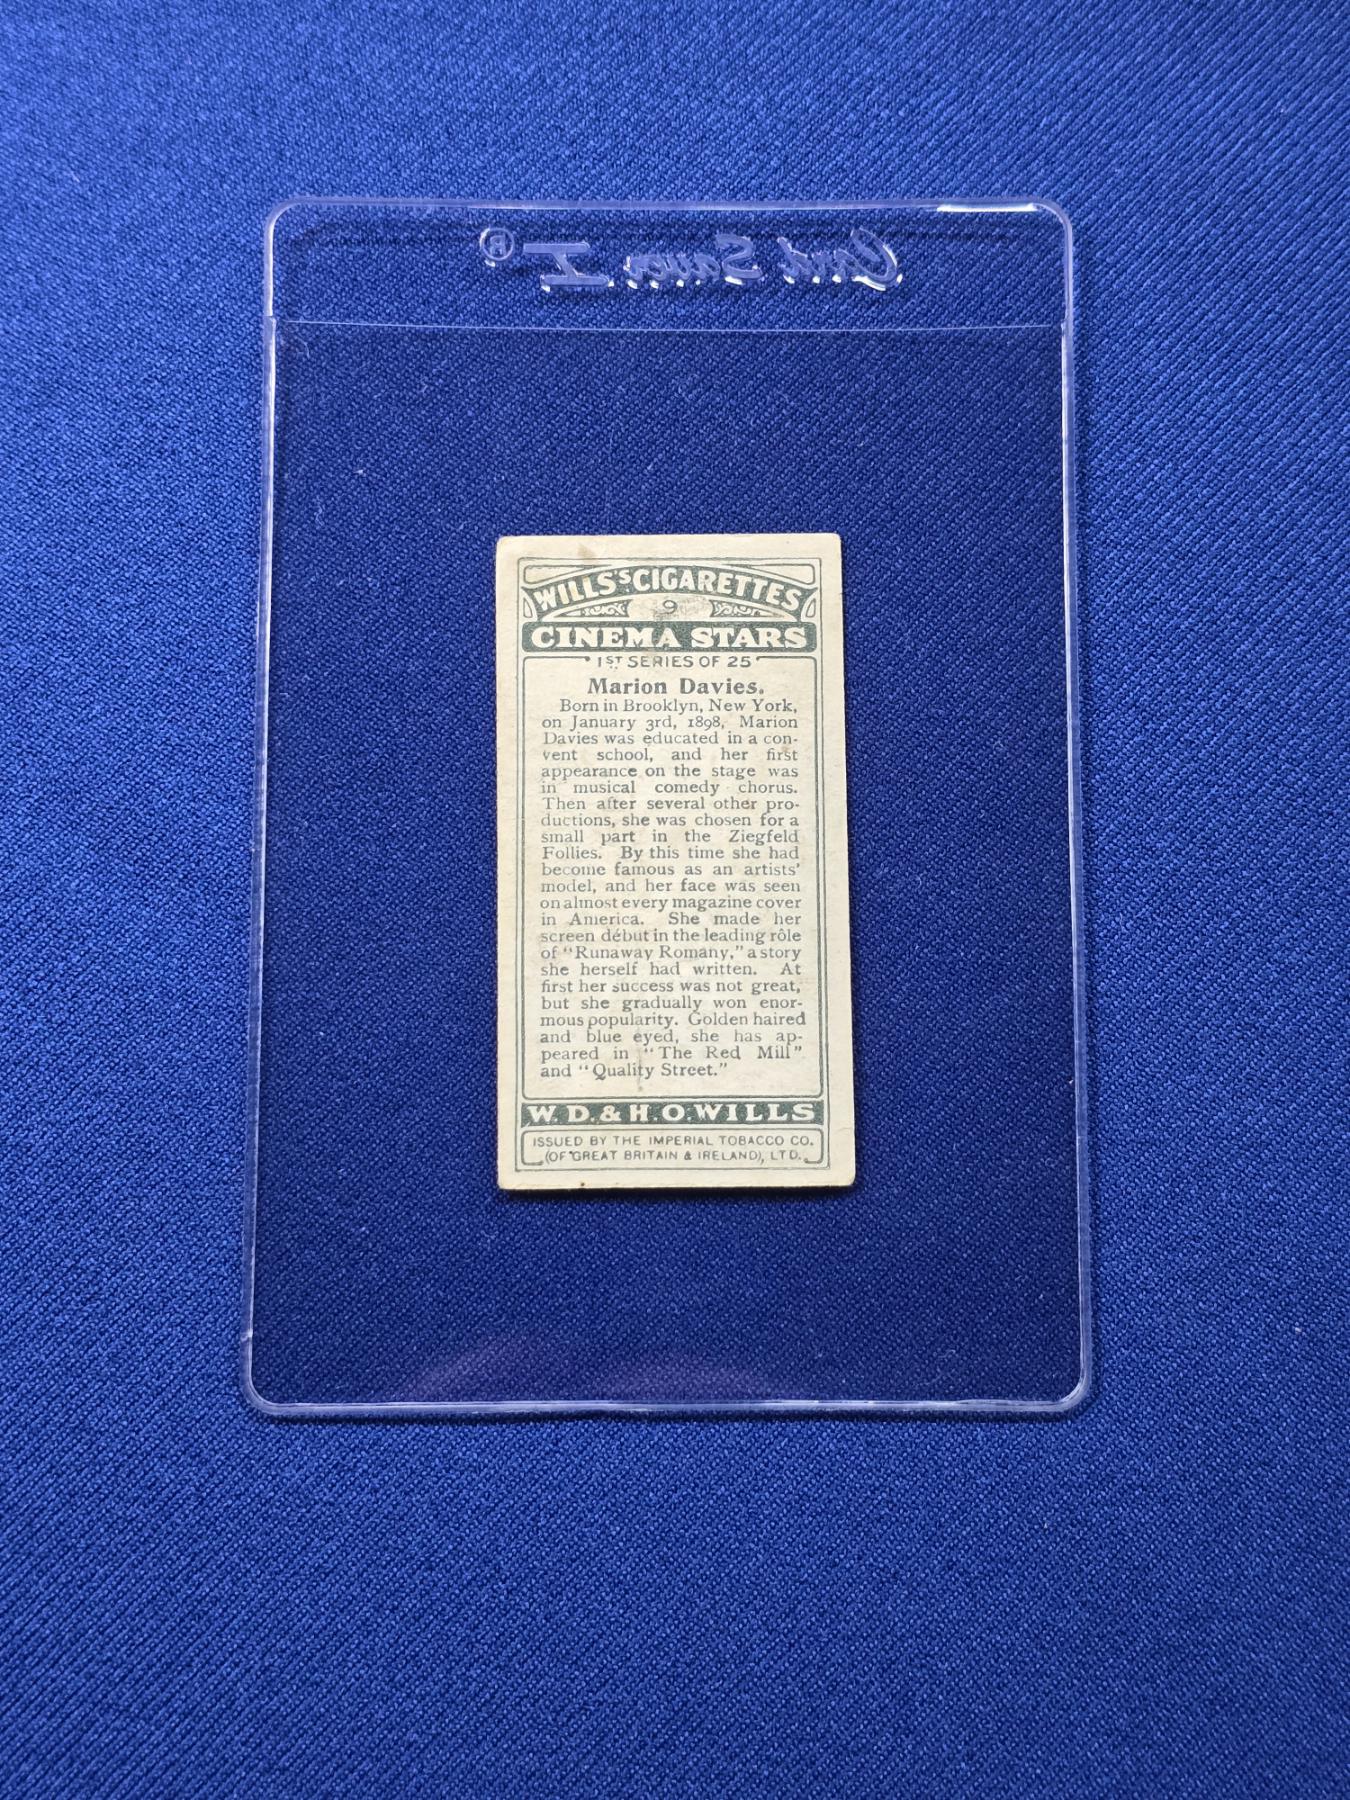 Card Saver I®
WILLS'S CIGARETTES
9
CINEMA STARS
1ST SERIES OF 25
Marion Davies.
Born in Brooklyn, New York,
on January 3rd, 1898, Marion
Davies was educated in a con-
vent school, and her first
appearance on the stage was
in musical comedy chorus.
Then after several other pro-
ductions, she was chosen for a
small part in the Ziegfeld
Follies. By this time she had
become famous as an artists'
model, and her face was seen
on almost every magazine cover
in America. She made her
screen début in the leading rôle
of "Runaway Romany," a story
she herself had written. At
first her success was not great,
but she gradually won enor-
mous popularity. Golden haired
and blue eyed, she has ap-
peared in "The Red Mill"
and "Quality Street."
W.D. & H.O. WILLS
ISSUED BY THE IMPERIAL TOBACCO CO.
(OF GREAT BRITAIN & IRELAND), LTD.